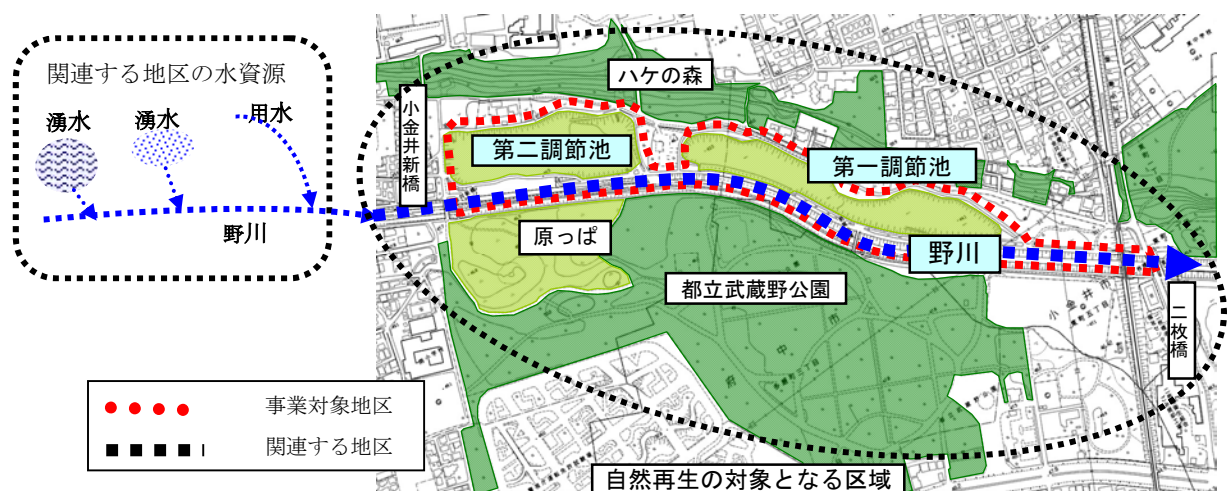 関連する地区の水資源
湧水
湧水
用水
野川
小金井新橋
ハケの森
第二調節池
第一調節池
原っぱ
野川
都立武蔵野公園
二枚橋
事業対象地区
関連する地区
自然再生の対象となる区域